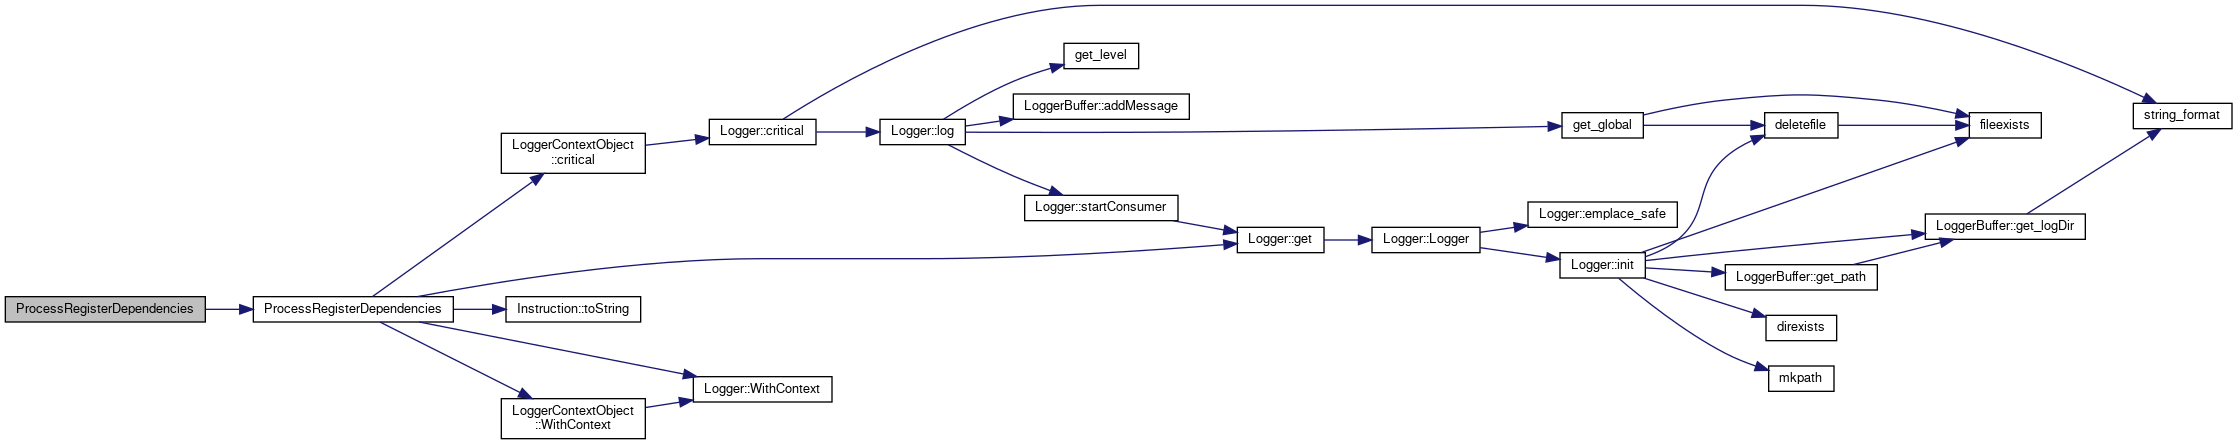 ProcessRegisterDependencies
ProcessRegisterDependencies
LoggerContextObject
::critical
Logger::critical
Logger::log
get_level
LoggerBuffer::addMessage
get_global
deletefile
fileexists
string_format
Logger::startConsumer
Logger::get
Logger::Logger
Logger::emplace_safe
Logger::init
LoggerBuffer::get_logDir
LoggerBuffer::get_path
direxists
mkpath
Instruction::toString
Logger::WithContext
LoggerContextObject
::WithContext